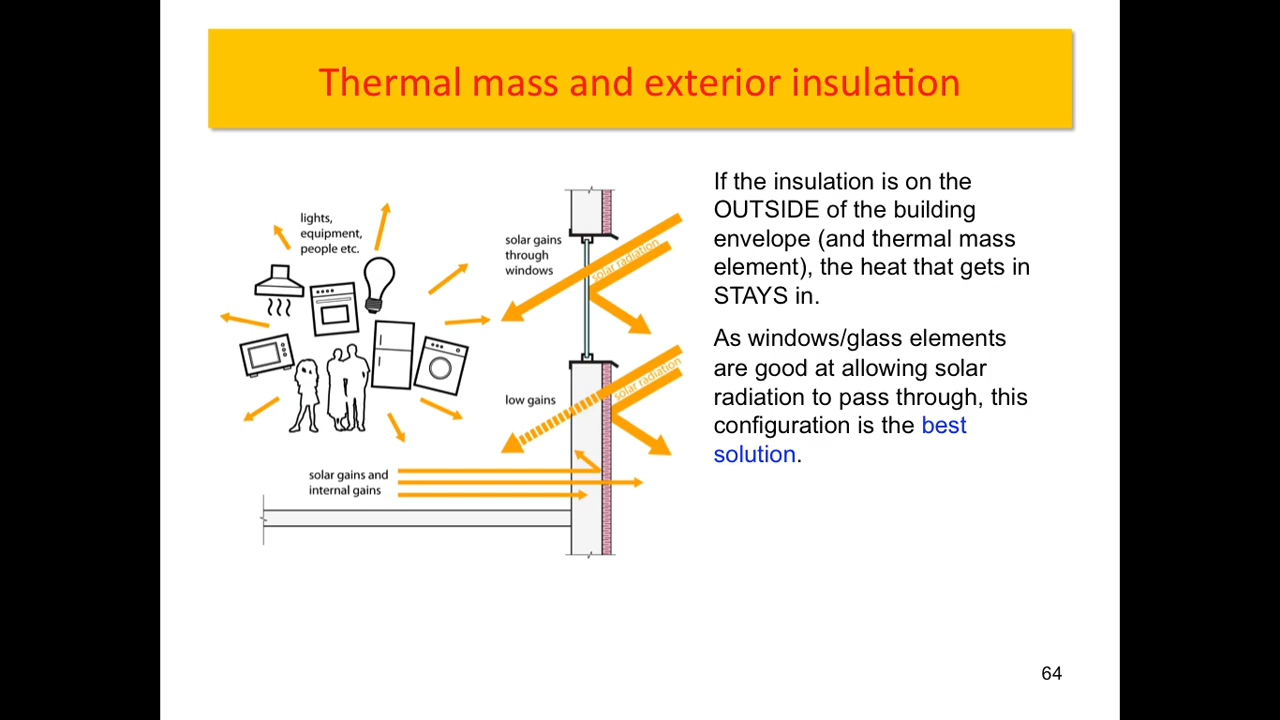 Thermal mass and exterior insulation
lights,
equipment,
people etc.
solar gains
through
windows
solar radiation
low gains
solar radiation
solar gains and
internal gains
If the insulation is on the
OUTSIDE of the building
envelope (and thermal mass
element), the heat that gets in
STAYS in.
As windows/glass elements
are good at allowing solar
radiation to pass through, this
configuration is the best
solution.
64